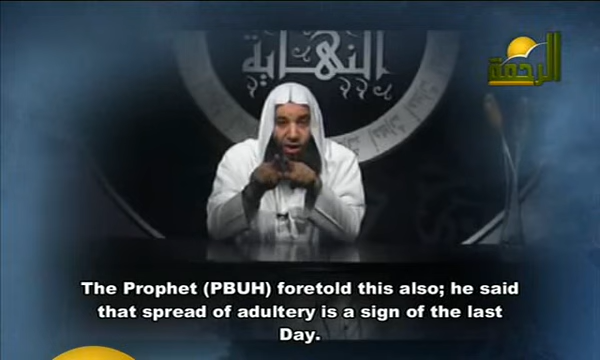 النهاية
الرحمة
The Prophet (PBUH) foretold this also; he said
that spread of adultery is a sign of the last
Day.